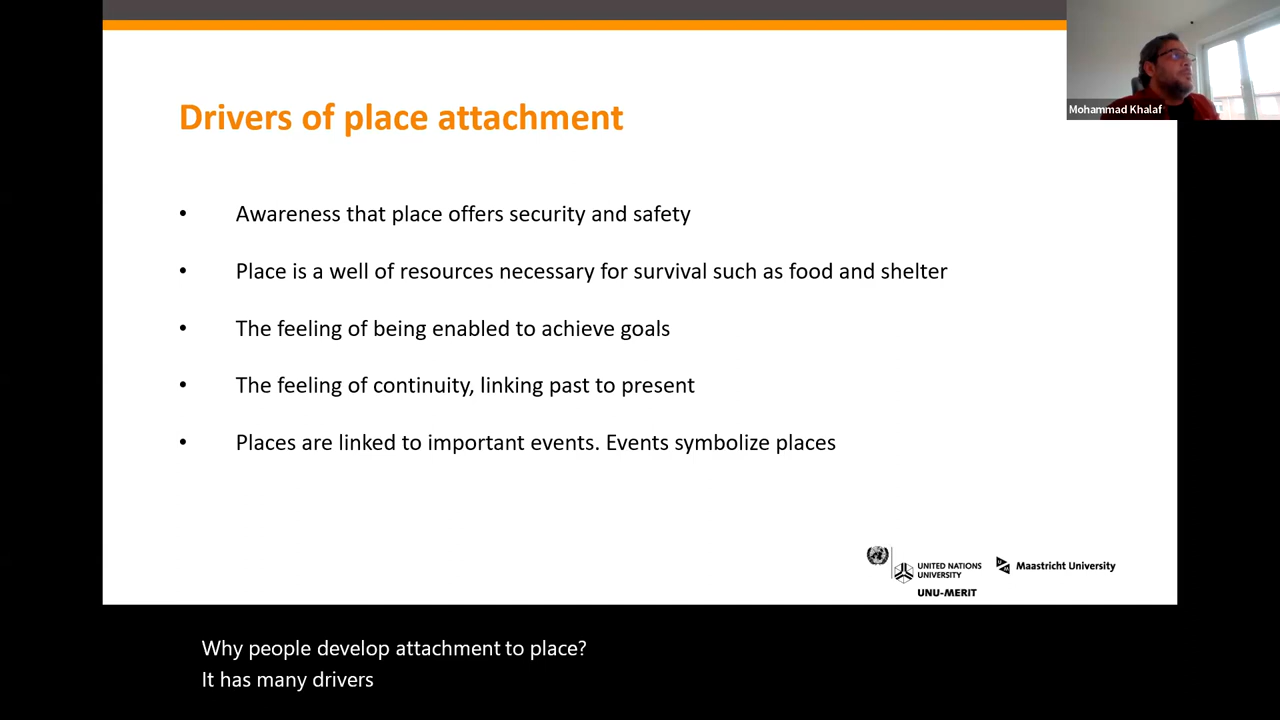 Drivers of place attachment
Mohammad Khalaf
• Awareness that place offers security and safety
• Place is a well of resources necessary for survival such as food and shelter
• The feeling of being enabled to achieve goals
• The feeling of continuity, linking past to present
• Places are linked to important events. Events symbolize places
UNITED NATIONS
UNIVERSITY
UNU-MERIT
Maastricht University
Why people develop attachment to place?
It has many drivers